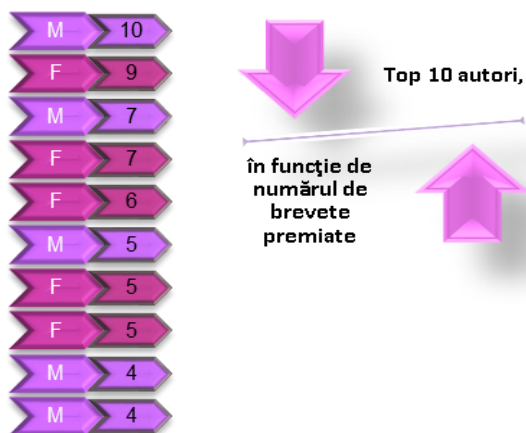 M 10
F 9
M 7
F 7
F 6
M 5
F 5
F 5
M 4
M 4
Top 10 autori,
în funcţie de
numărul de
brevete
premiate